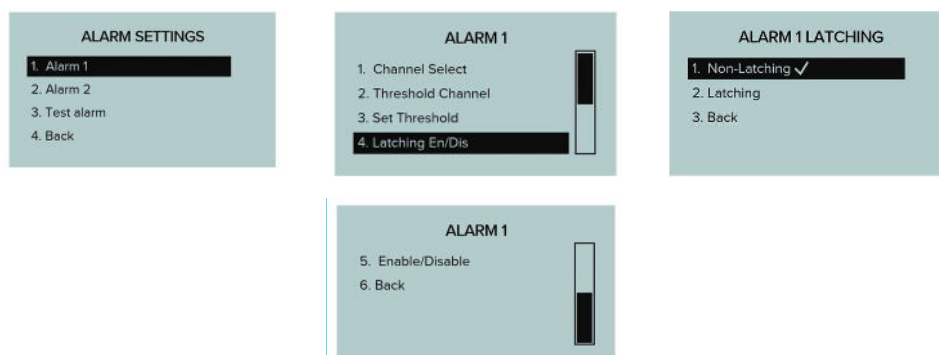 ALARM SETTINGS
1. Alarm 1
2. Alarm 2
3. Test alarm
4. Back
ALARM 1
1. Channel Select
2. Threshold Channel
3. Set Threshold
4. Latching En/Dis
ALARM 1 LATCHING
1. Non-Latching ✓
2. Latching
3. Back
ALARM 1
5. Enable/Disable
6. Back